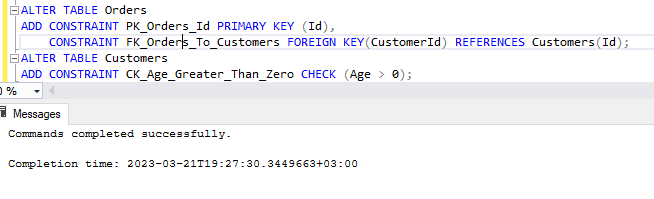 ALTER TABLE Orders
ADD CONSTRAINT PK_Orders_Id PRIMARY KEY (Id),
CONSTRAINT FK_Orders_To_Customers FOREIGN KEY(CustomerId) REFERENCES Customers(Id);
ALTER TABLE Customers
ADD CONSTRAINT CK_Age_Greater_Than_Zero CHECK (Age > 0);
0 %
Messages
Commands completed successfully.
Completion time: 2023-03-21T19:27:30.3449663+03:00